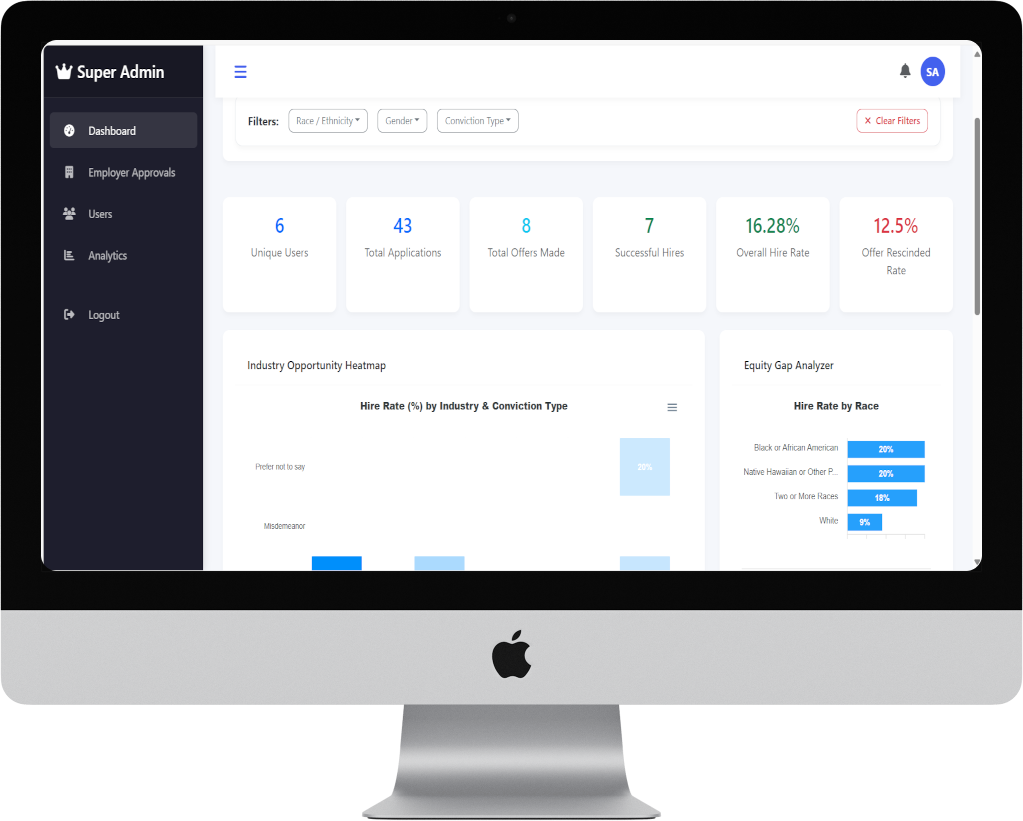 Super Admin
SA
Dashboard
Employer Approvals
Users
Analytics
Logout
Filters:
Race / Ethnicity
Gender
Conviction Type
× Clear Filters
6
Unique Users
43
Total Applications
8
Total Offers Made
7
Successful Hires
16.28%
Overall Hire Rate
12.5%
Offer Rescinded
Rate
Industry Opportunity Heatmap
Hire Rate (%) by Industry & Conviction Type
Prefer not to say
20%
Misdemeanor
Equity Gap Analyzer
Hire Rate by Race
Black or African American
20%
Native Hawaiian or Other P...
20%
Two or More Races
18%
White
9%